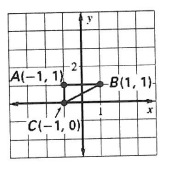 y
2
A(−1, 1)
B(1, 1)
1
x
C(−1, 0)